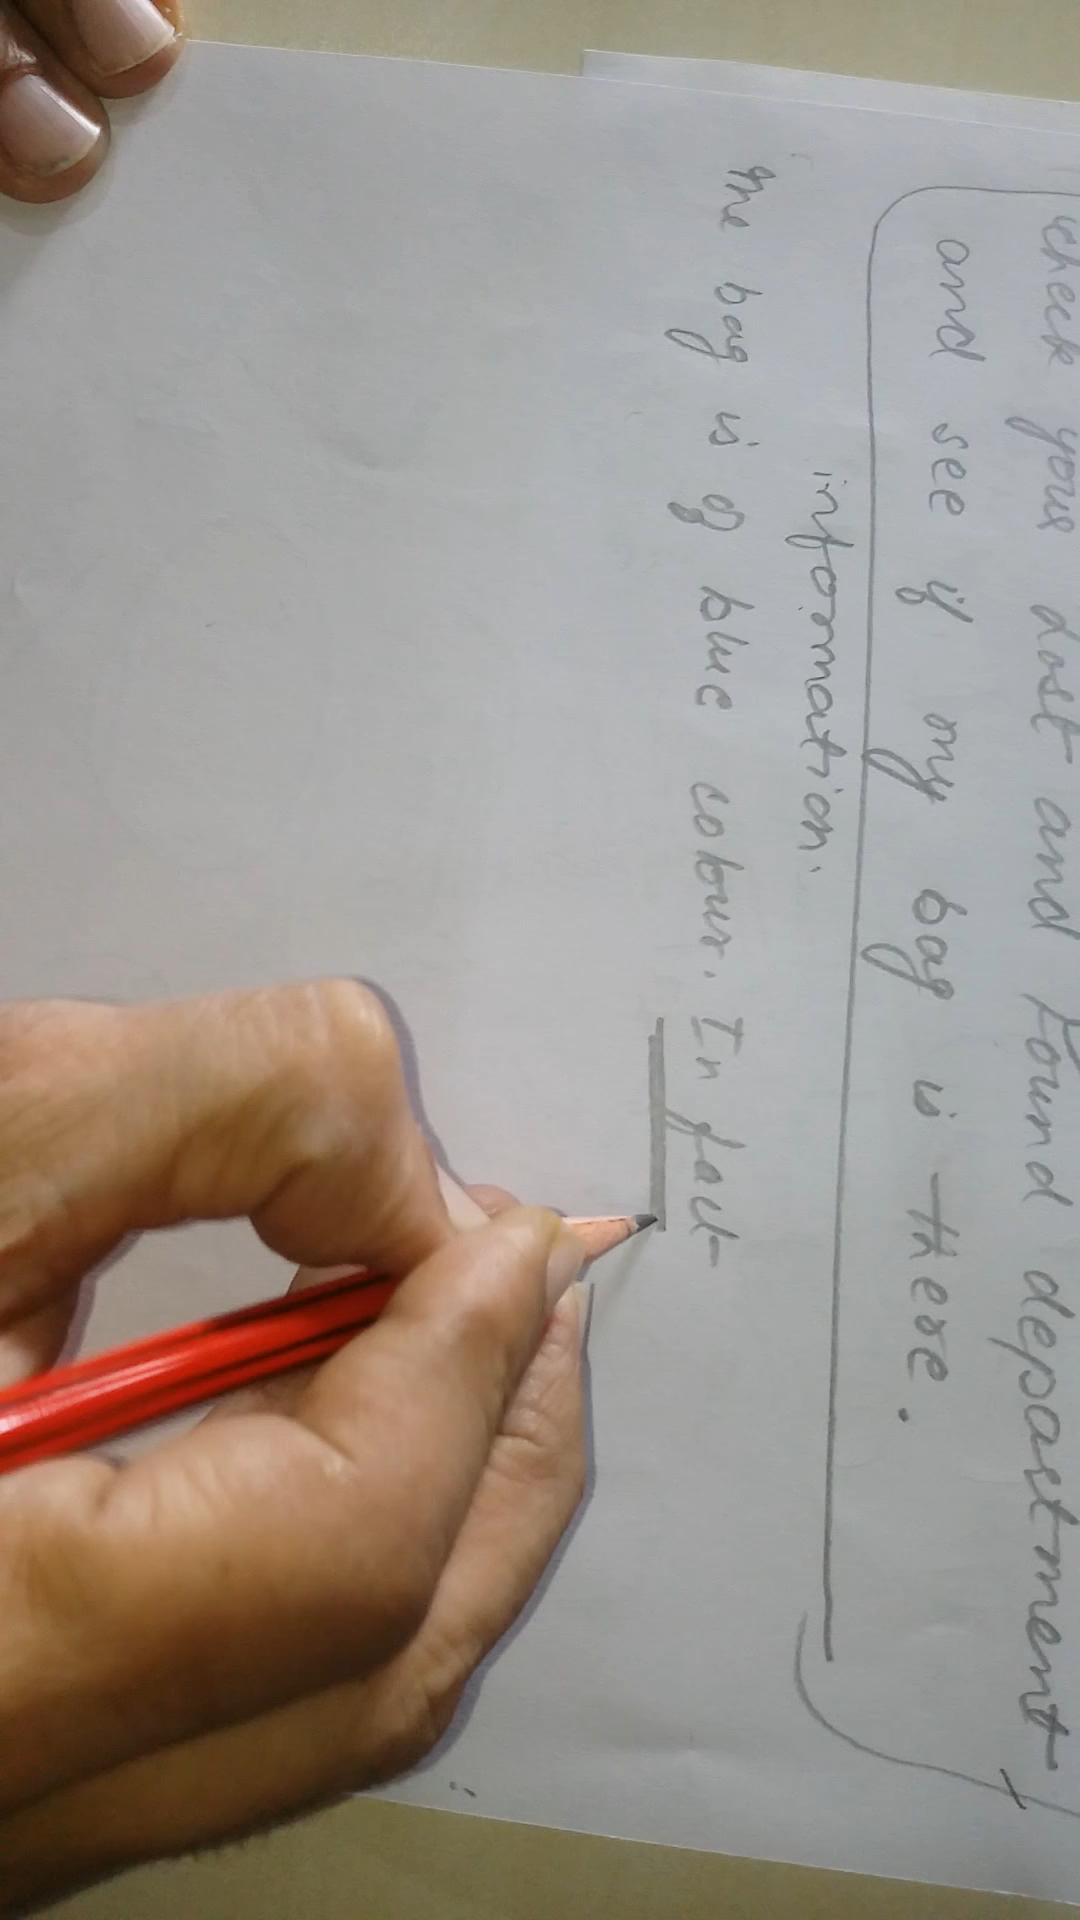 check your Lost and Found department
and see if my bag is there.
information.
The bag is of blue colour. In fact